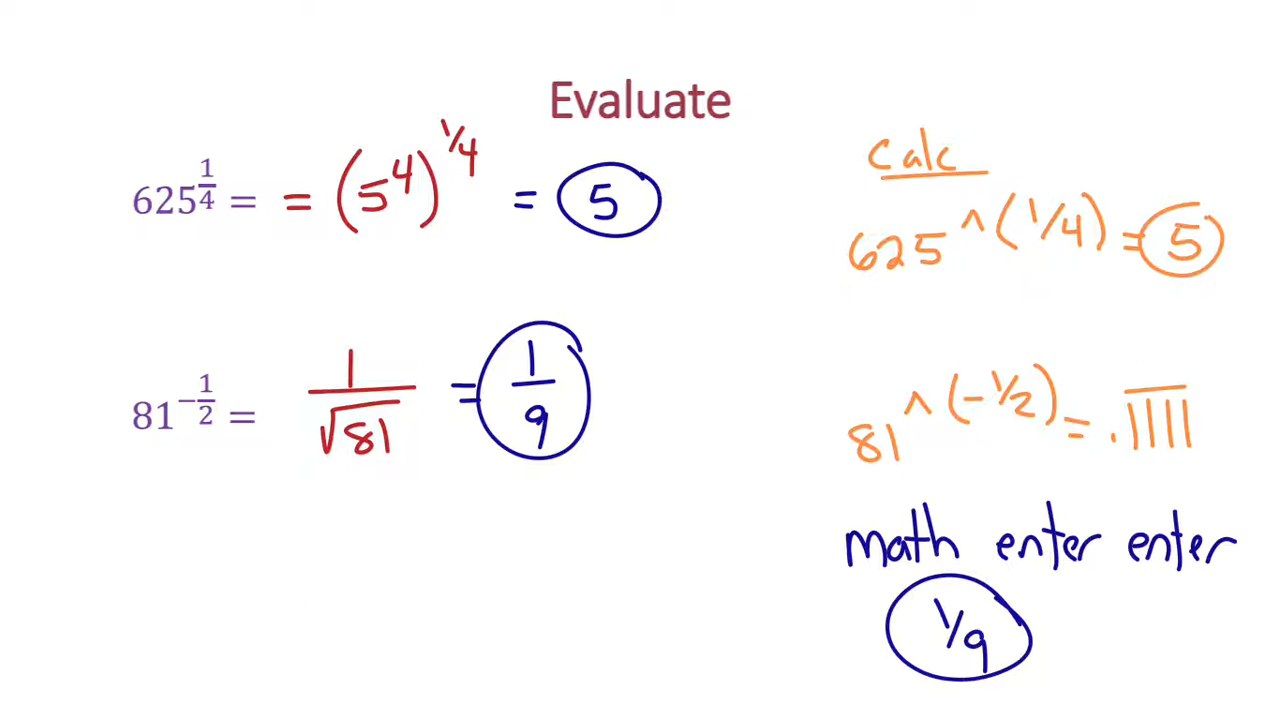 Evaluate
625^{1/4} = = (5^4)^{1/4} = 5
81^{-1/2} = 1/√81 = 1/9
Calc
625 ^ (1/4) = 5
81 ^ (-1/2) = .\overline{1111}
math enter enter
1/9